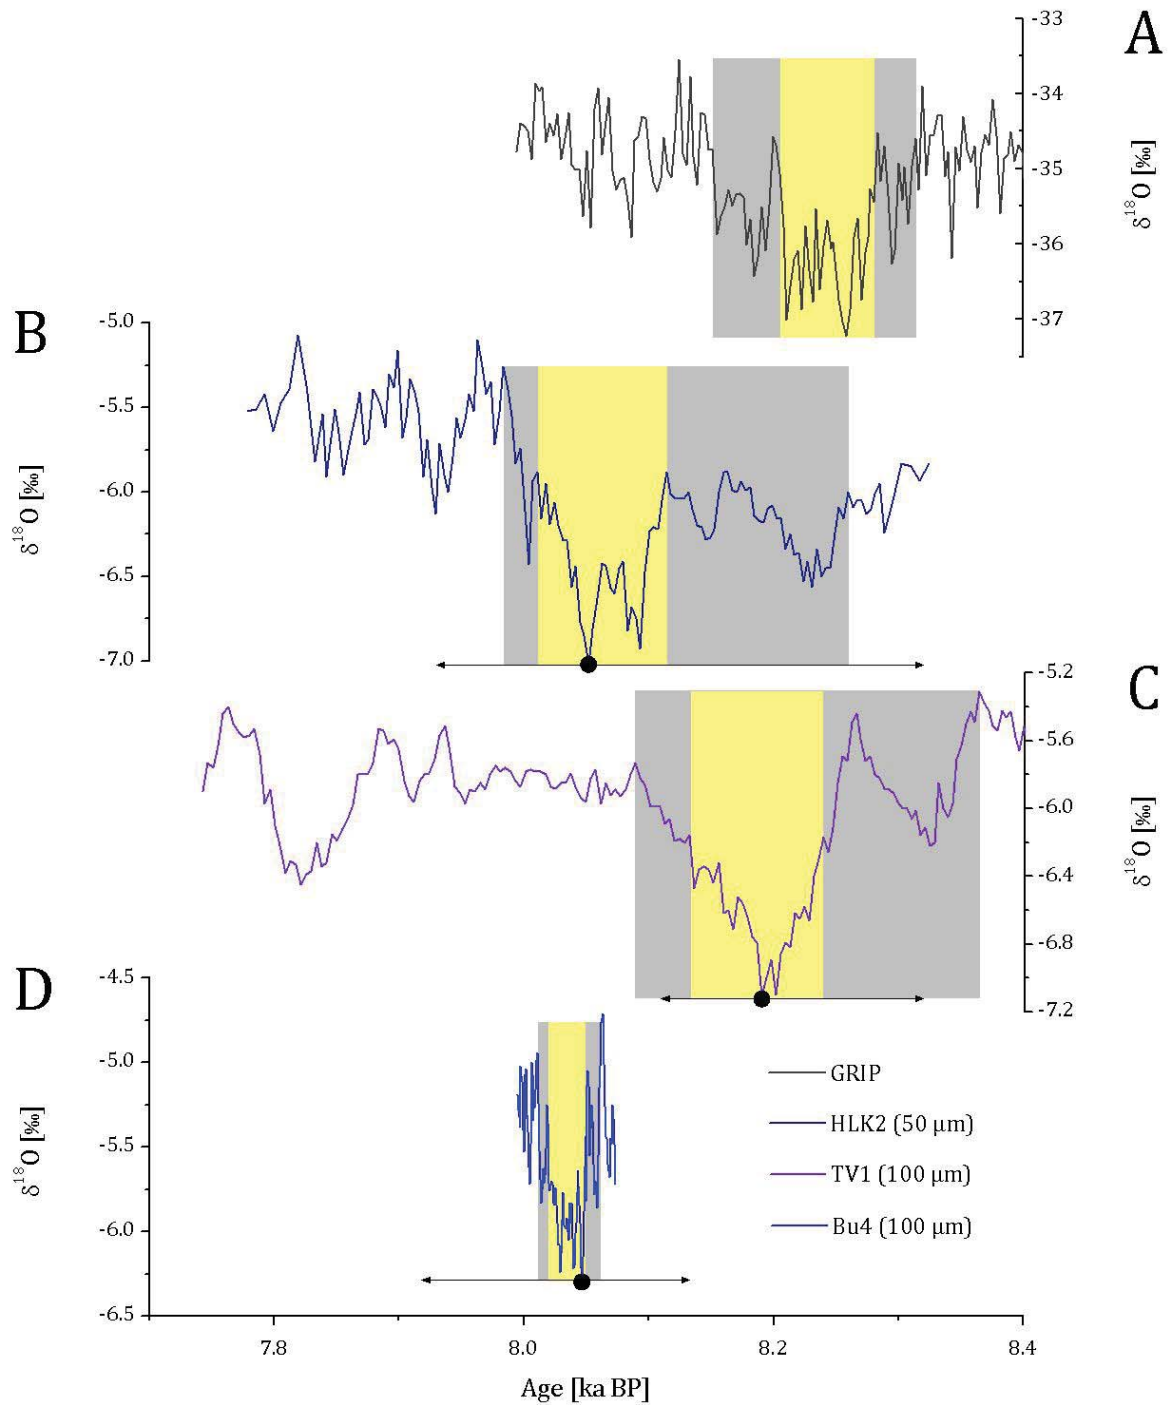 A
-33
-34
-35
-36
-37
δ¹⁸O [‰]
B
-5.0
-5.5
-6.0
-6.5
-7.0
δ¹⁸O [‰]
C
-5.2
-5.6
-6.0
-6.4
-6.8
-7.2
δ¹⁸O [‰]
D
-4.5
-5.0
-5.5
-6.0
-6.5
δ¹⁸O [‰]
GRIP
HLK2 (50 µm)
TV1 (100 µm)
Bu4 (100 µm)
7.8 8.0 8.2 8.4
Age [ka BP]